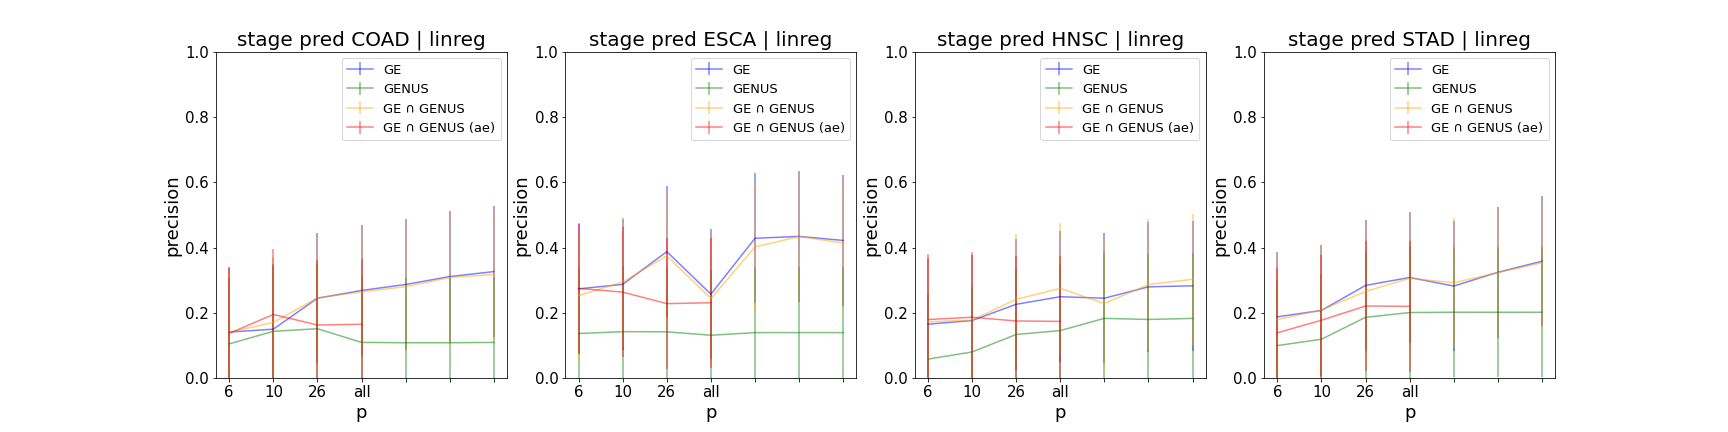 stage pred COAD | linreg
1.0
0.8
0.6
0.4
0.2
0.0
precision
GE
GENUS
GE ∩ GENUS
GE ∩ GENUS (ae)
6 10 26 all
p
stage pred ESCA | linreg
1.0
0.8
0.6
0.4
0.2
0.0
precision
GE
GENUS
GE ∩ GENUS
GE ∩ GENUS (ae)
6 10 26 all
p
stage pred HNSC | linreg
1.0
0.8
0.6
0.4
0.2
0.0
precision
GE
GENUS
GE ∩ GENUS
GE ∩ GENUS (ae)
6 10 26 all
p
stage pred STAD | linreg
1.0
0.8
0.6
0.4
0.2
0.0
precision
GE
GENUS
GE ∩ GENUS
GE ∩ GENUS (ae)
6 10 26 all
p